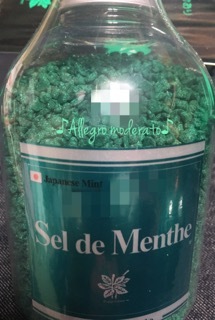 ♪Allegro moderato♪
Japanese Mint
Sel de Menthe